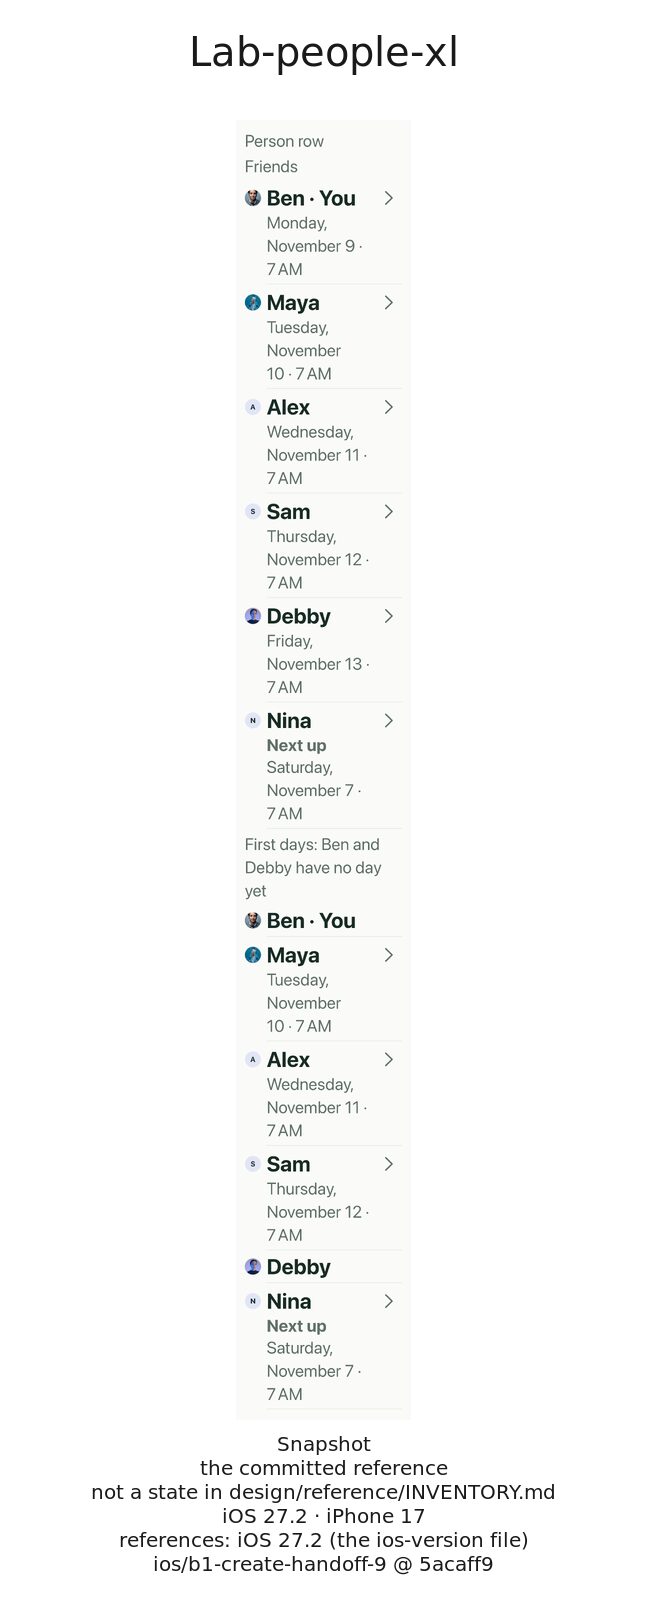 Lab-people-xl
Person row
Friends
Ben · You
Monday,
November 9 ·
7 AM
Maya
Tuesday,
November
10 · 7 AM
A
Alex
Wednesday,
November 11 ·
7 AM
S
Sam
Thursday,
November 12 ·
7 AM
Debby
Friday,
November 13 ·
7 AM
N
Nina
Next up
Saturday,
November 7 ·
7 AM
First days: Ben and
Debby have no day
yet
Ben · You
Maya
Tuesday,
November
10 · 7 AM
A
Alex
Wednesday,
November 11 ·
7 AM
S
Sam
Thursday,
November 12 ·
7 AM
Debby
N
Nina
Next up
Saturday,
November 7 ·
7 AM
Snapshot
the committed reference
not a state in design/reference/INVENTORY.md
iOS 27.2 · iPhone 17
references: iOS 27.2 (the ios-version file)
ios/b1-create-handoff-9 @ 5acaff9